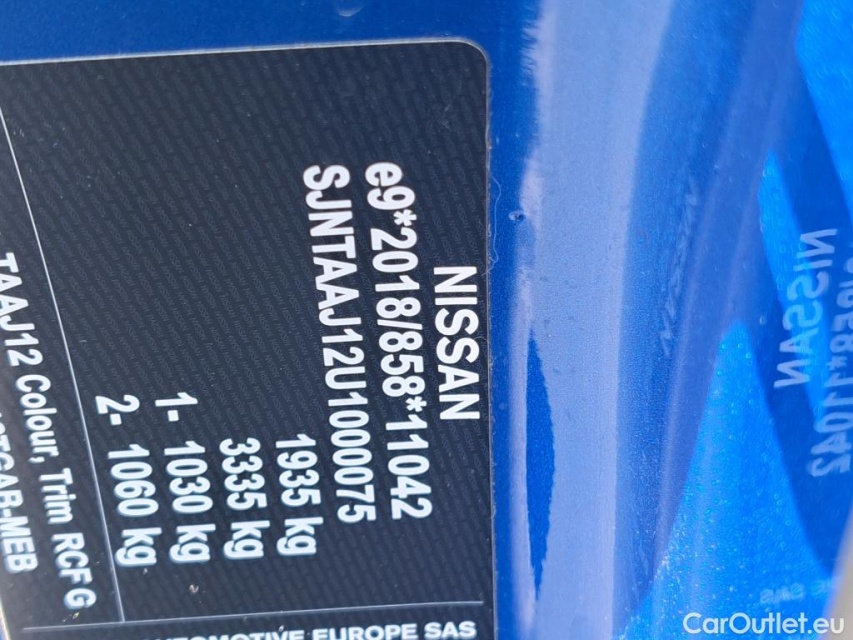 NISSAN
e9*2018/858*11042
SJNTAAJ12U1000075
1935 kg
3335 kg
1- 1030 kg
2- 1060 kg
TAAJ12 Colour, Trim RCF G
AUTOMOTIVE EUROPE SAS
NISSAN
11042
CarOutlet.eu